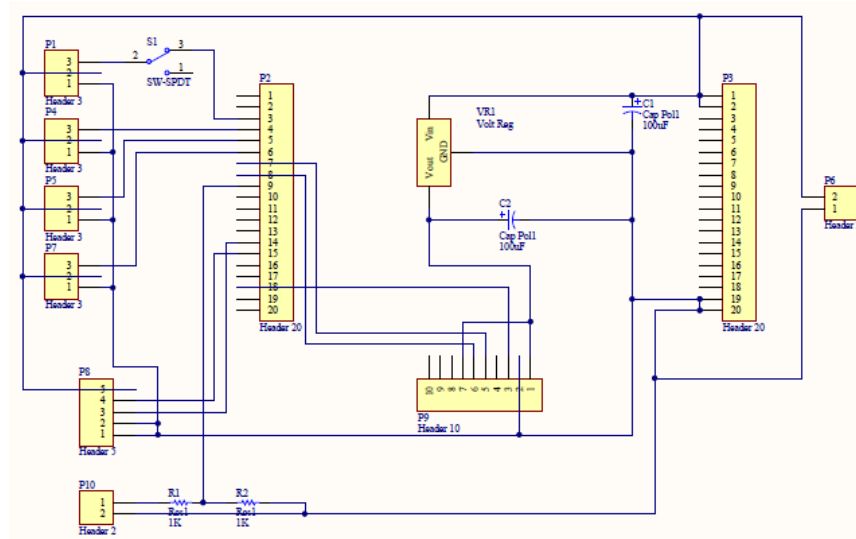 P1
3
2
1
Header 3
S1
2
3
1
SW-SPDT
P4
3
2
1
Header 3
P5
3
2
1
Header 3
P7
3
2
1
Header 3
P8
5
4
3
2
1
Header 5
P10
1
2
Header 2
R1
Res1
1K
R2
Res1
1K
P2
1
2
3
4
5
6
7
8
9
10
11
12
13
14
15
16
17
18
19
20
Header 20
VR1
Volt Reg
Vin
GND
Vout
C1
Cap Pol1
100uF
C2
Cap Pol1
100uF
P9
10
9
8
7
6
5
4
3
2
1
Header 10
P3
1
2
3
4
5
6
7
8
9
10
11
12
13
14
15
16
17
18
19
20
Header 20
P6
2
1
Header